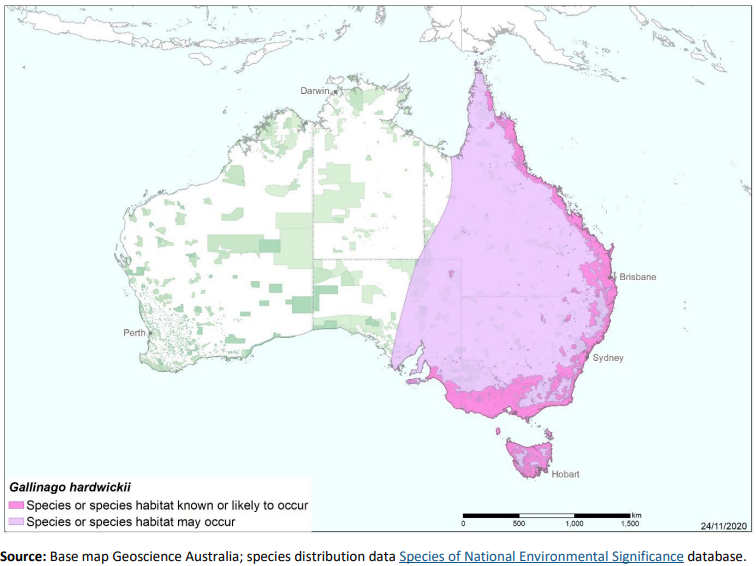 Darwin
Brisbane
Perth
Sydney
Hobart
Gallinago hardwickii
Species or species habitat known or likely to occur
Species or species habitat may occur
km
0 500 1,000 1,500
24/11/2020
Source: Base map Geoscience Australia; species distribution data Species of National Environmental Significance database.